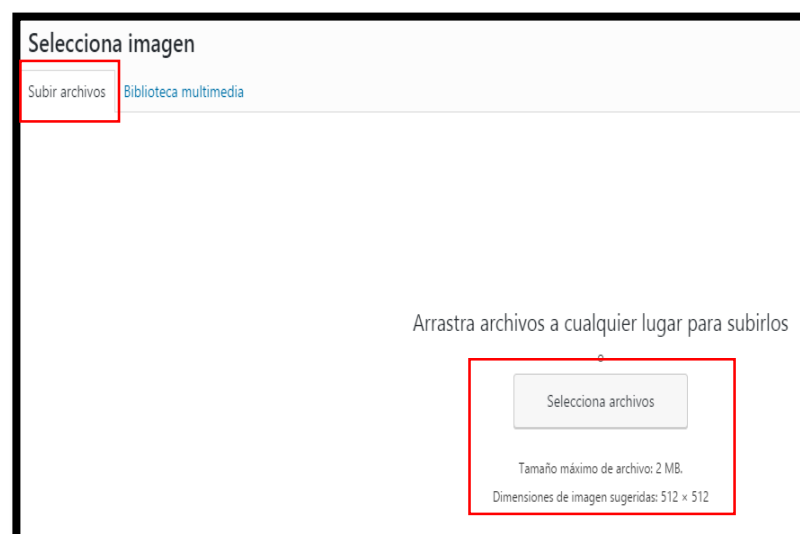 Selecciona imagen
Subir archivos Biblioteca multimedia
Arrastra archivos a cualquier lugar para subirlos
o
Selecciona archivos
Tamaño máximo de archivo: 2 MB.
Dimensiones de imagen sugeridas: 512 × 512